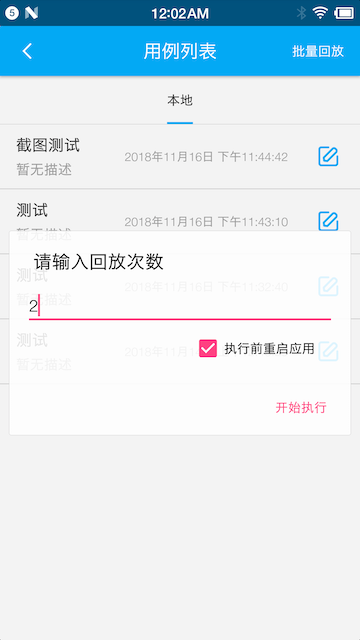 5 N 12:02AM
用例列表 批量回放
本地
截图测试
暂无描述 2018年11月16日 下午11:44:42
测试
暂无描述 2018年11月16日 下午11:43:10
请输入回放次数
测试
暂无描述 2018年11月16日 下午11:32:40
2
测试
执行前重启应用
暂无描述 2018年11月1
开始执行